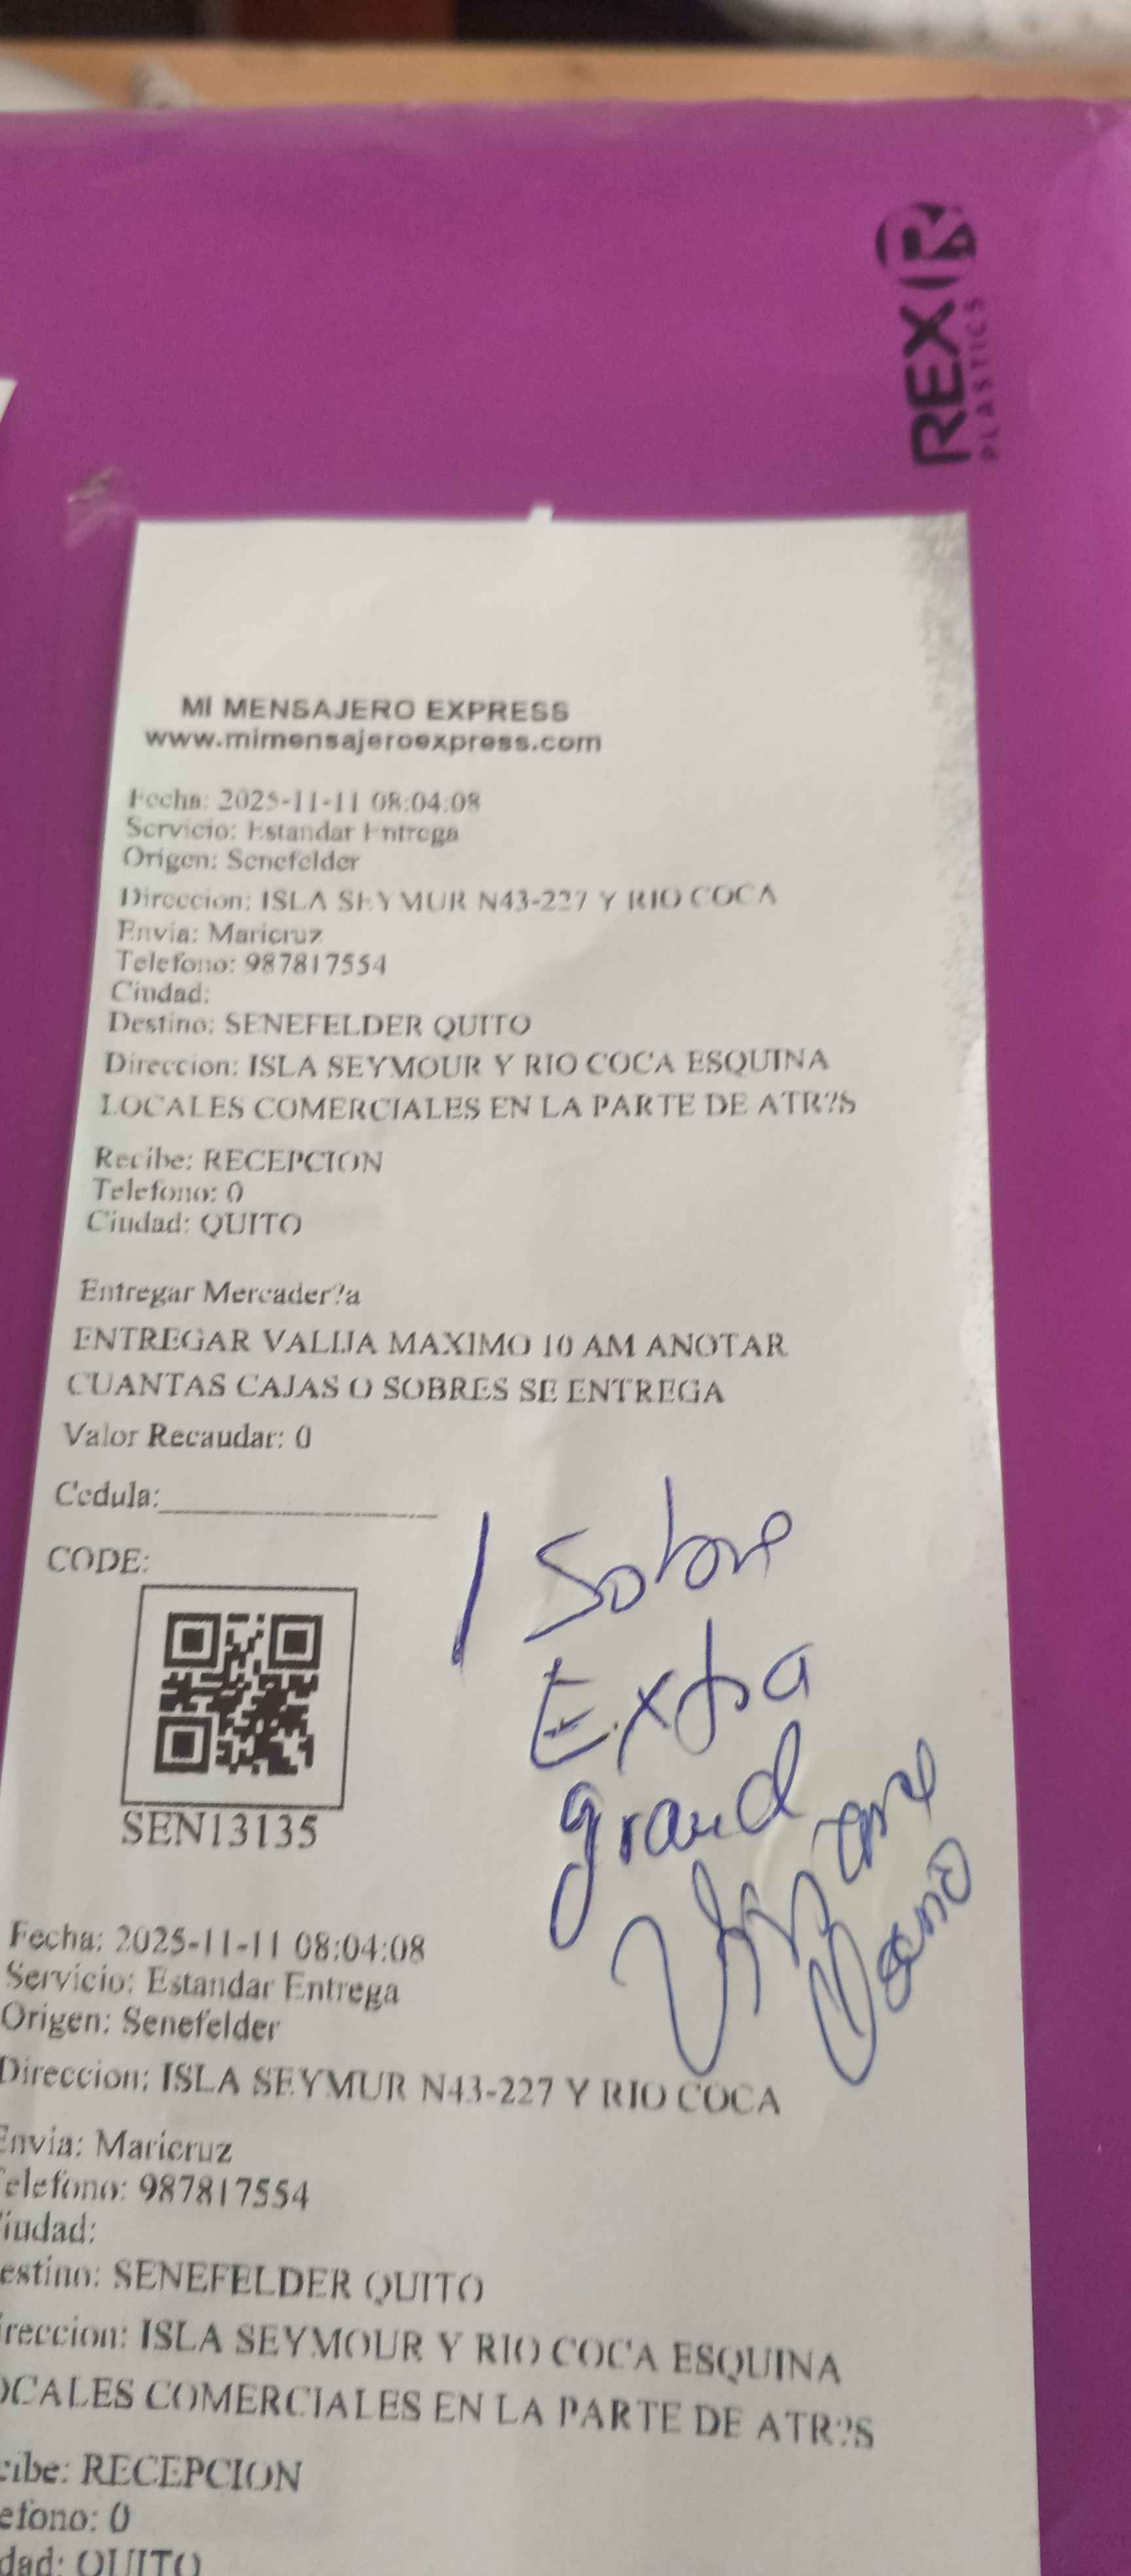 REX
PLASTICS
MI MENSAJERO EXPRESS
www.mimensajeroexpress.com
Fecha: 2025-11-11 08:04:08
Servicio: Estandar Entrega
Origen: Senefelder
Direccion: ISLA SEYMUR N43-227 Y RIO COCA
Envia: Maricruz
Telefono: 987817554
Ciudad:
Destino: SENEFELDER QUITO
Direccion: ISLA SEYMOUR Y RIO COCA ESQUINA
LOCALES COMERCIALES EN LA PARTE DE ATR?S
Recibe: RECEPCION
Telefono: 0
Ciudad: QUITO
Entregar Mercader?a
ENTREGAR VALIJA MAXIMO 10 AM ANOTAR
CUANTAS CAJAS O SOBRES SE ENTREGA
Valor Recaudar: 0
Cedula:
CODE:
1 Sobre
Extra
grand
SEN13135
Fecha: 2025-11-11 08:04:08
Servicio: Estandar Entrega
Origen: Senefelder
Direccion: ISLA SEYMUR N43-227 Y RIO COCA
Envia: Maricruz
Telefono: 987817554
iudad:
estino: SENEFELDER QUITO
ireccion: ISLA SEYMOUR Y RIO COCA ESQUINA
OCALES COMERCIALES EN LA PARTE DE ATR?S
cibe: RECEPCION
efono: 0
dad: QUITO